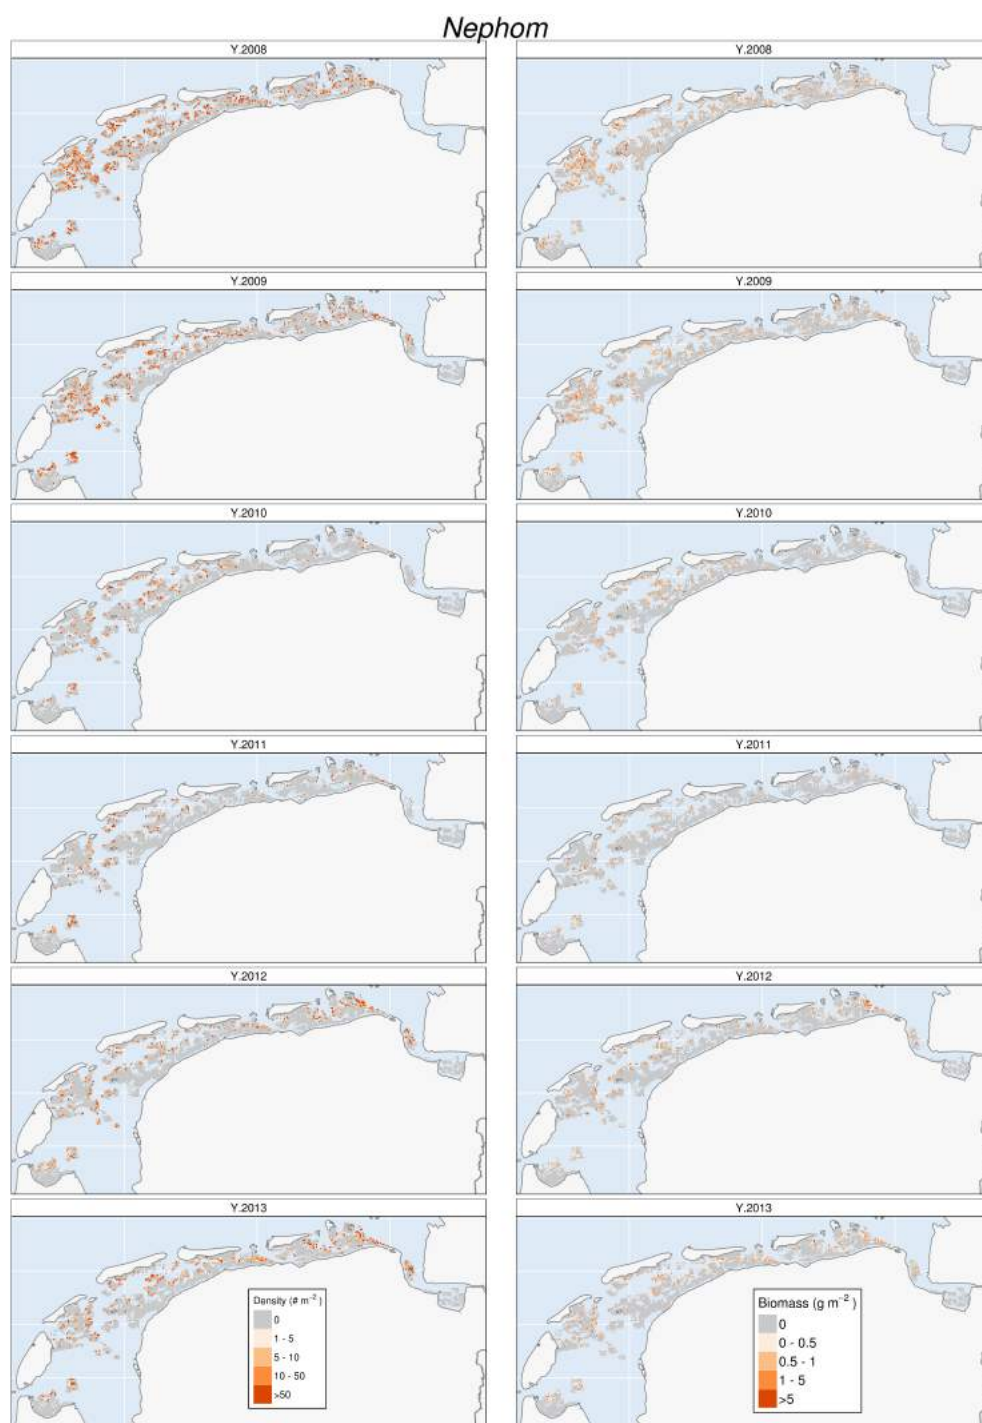 Nephom
Y.2008
Y.2008
Y.2009
Y.2009
Y.2010
Y.2010
Y.2011
Y.2011
Y.2012
Y.2012
Y.2013
Y.2013
Density (# m⁻²)
0
1 - 5
5 - 10
10 - 50
>50
Biomass (g m⁻²)
0
0 - 0.5
0.5 - 1
1 - 5
>5